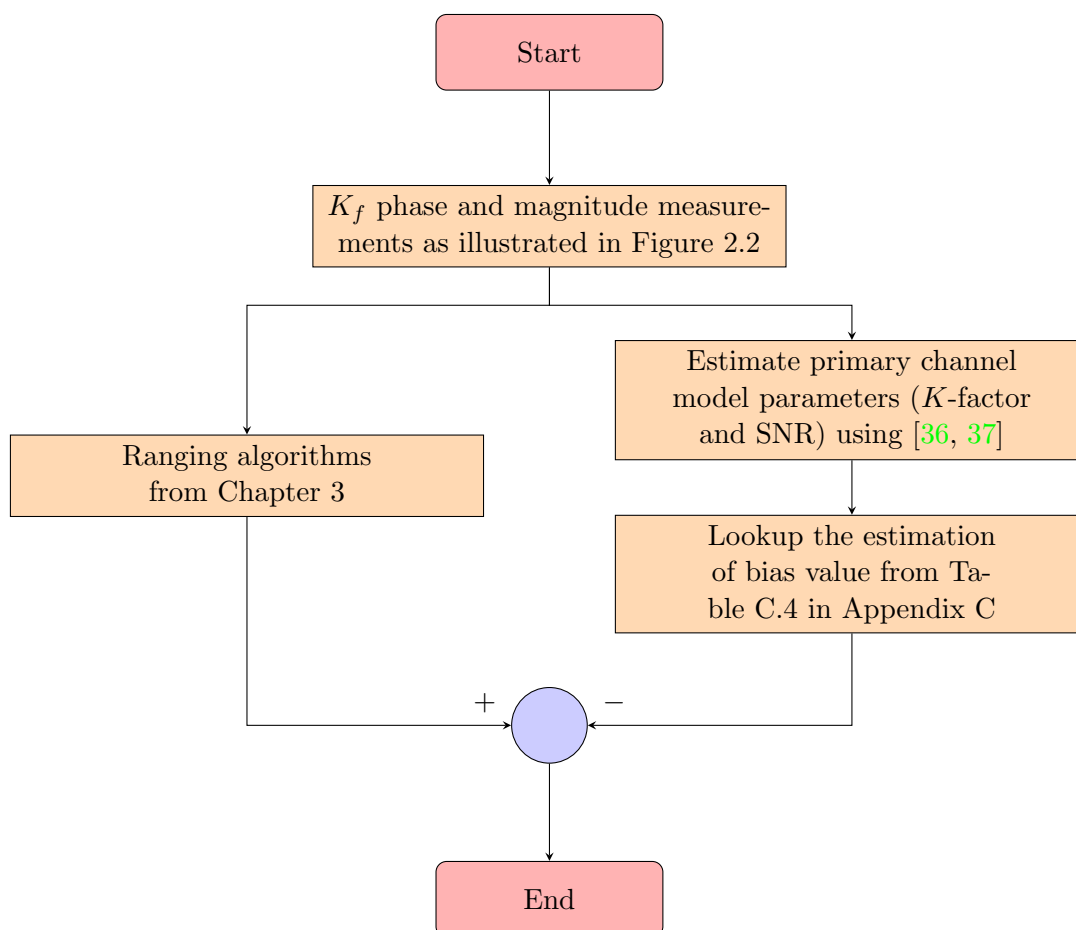 Start
K_f phase and magnitude measure-
ments as illustrated in Figure 2.2
Estimate primary channel
model parameters (K-factor
and SNR) using [36, 37]
Ranging algorithms
from Chapter 3
Lookup the estimation
of bias value from Ta-
ble C.4 in Appendix C
+
−
End